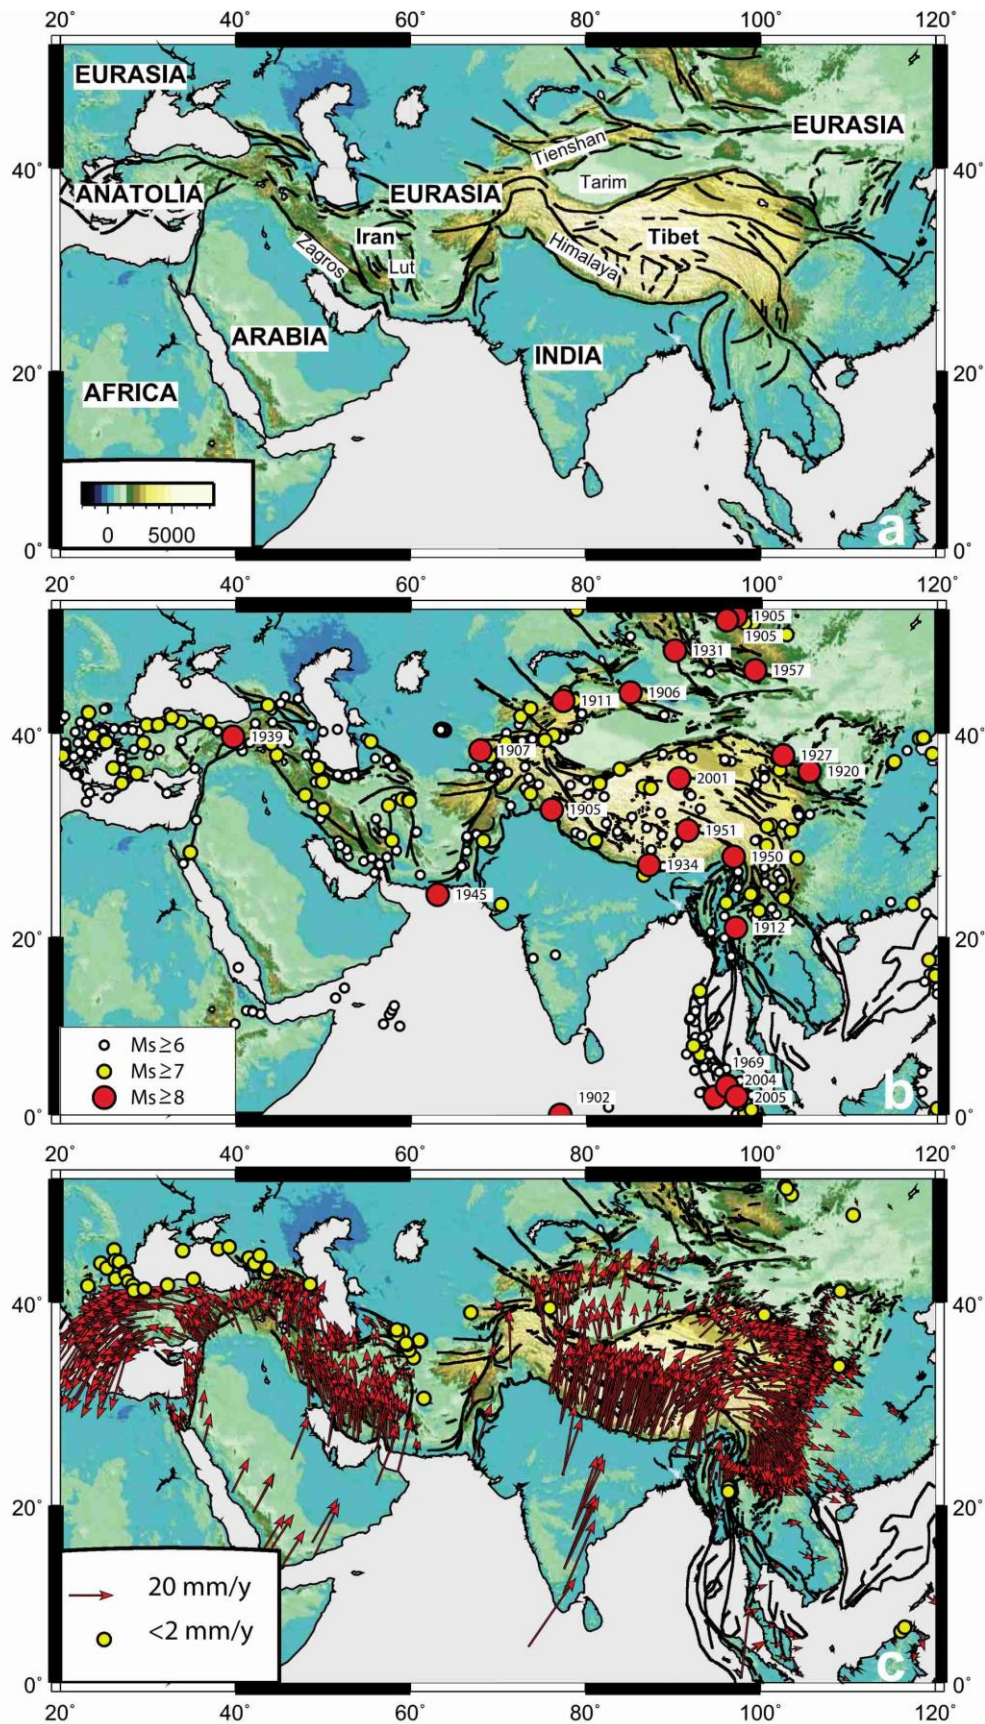 20˚ 40˚ 60˚ 80˚ 100˚ 120˚
EURASIA
EURASIA
Tienshan
40˚ 40˚
Tarim
ANATOLIA EURASIA
Iran Tibet
Zagros Lut Himalaya
ARABIA
INDIA
20˚ 20˚
AFRICA
0 5000
a
0˚ 0˚
20˚ 40˚ 60˚ 80˚ 100˚ 120˚
1905
1905
1931
1957
1906
1911
40˚ 1939 40˚
1907 1927
1920
2001
1905
1951
1950
1934
1945
1912
20˚ 20˚
Ms≥6
1969
Ms≥7 2004
Ms≥8 1902 2005
b
0˚ 0˚
20˚ 40˚ 60˚ 80˚ 100˚ 120˚
40˚ 40˚
20˚ 20˚
20 mm/y
<2 mm/y
c
0˚ 0˚
20˚ 40˚ 60˚ 80˚ 100˚ 120˚